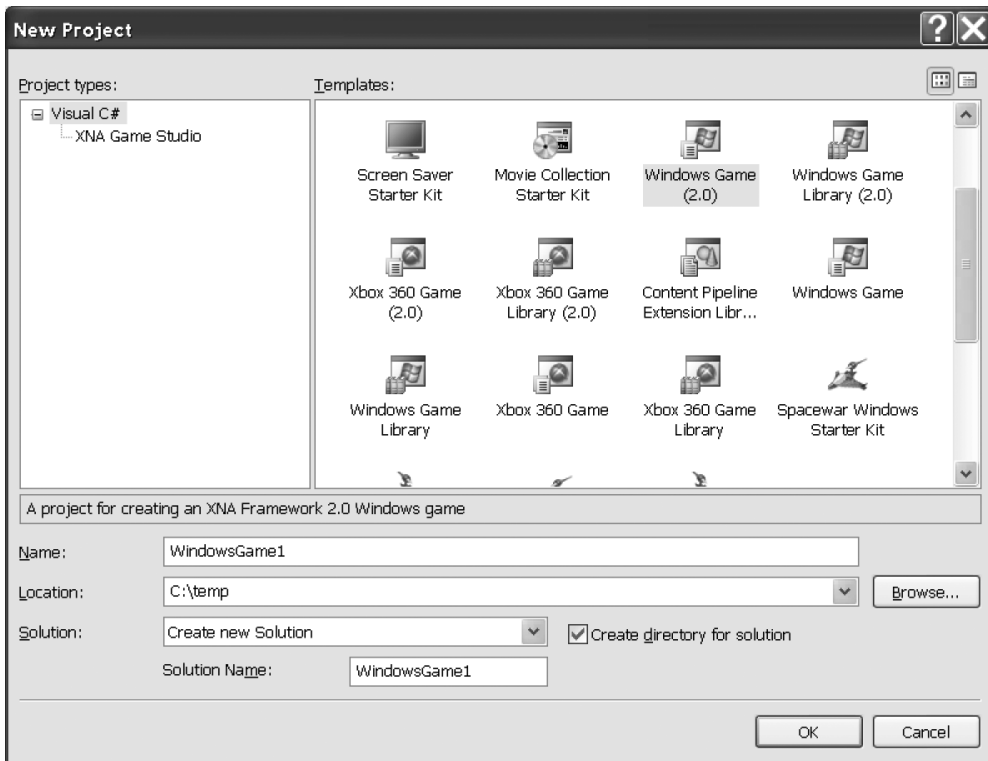 New Project
Project types:
Templates:
Visual C#
XNA Game Studio
Screen Saver
Starter Kit
Movie Collection
Starter Kit
Windows Game
(2.0)
Windows Game
Library (2.0)
Xbox 360 Game
(2.0)
Xbox 360 Game
Library (2.0)
Content Pipeline
Extension Libr...
Windows Game
Windows Game
Library
Xbox 360 Game
Xbox 360 Game
Library
Spacewar Windows
Starter Kit
A project for creating an XNA Framework 2.0 Windows game
Name:
WindowsGame1
Location:
C:\temp
Browse...
Solution:
Create new Solution
Create directory for solution
Solution Name:
WindowsGame1
OK
Cancel